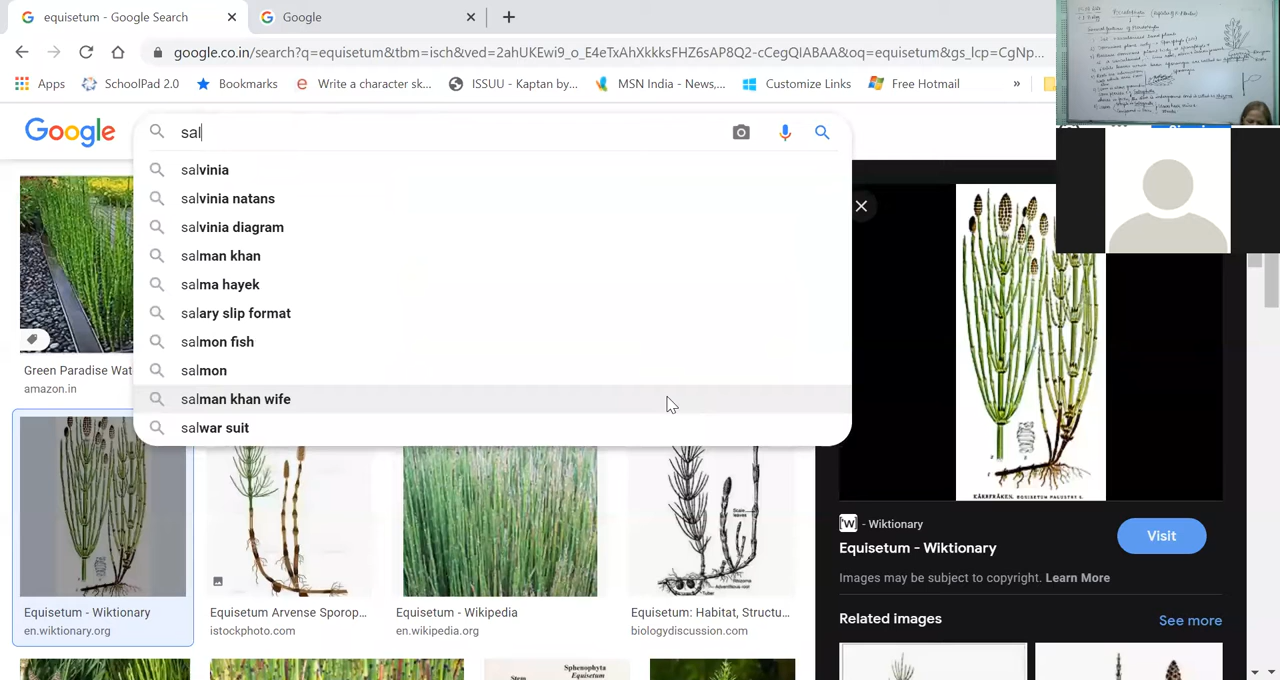 equisetum - Google Search
Google
google.co.in/search?q=equisetum&tbm=isch&ved=2ahUKEwi9_o_E4eTxAhXkkksFHZ6sAP8Q2-cCegQIABAA&oq=equisetum&gs_lcp=CgNp...
Apps
SchoolPad 2.0
Bookmarks
Write a character sk...
ISSUU - Kaptan by...
MSN India - News,...
Customize Links
Free Hotmail
»
Google
sal
salvinia
salvinia natans
salvinia diagram
salman khan
salma hayek
salary slip format
salmon fish
salmon
salman khan wife
salwar suit
Green Paradise Wat
amazon.in
Equisetum - Wiktionary
en.wiktionary.org
Equisetum Arvense Sporop...
istockphoto.com
Equisetum - Wikipedia
en.wikipedia.org
Equisetum: Habitat, Structu...
biologydiscussion.com
W - Wiktionary
Visit
Equisetum - Wiktionary
Images may be subject to copyright. Learn More
Related images
See more
Sphenophyta
Equisetum
Stem